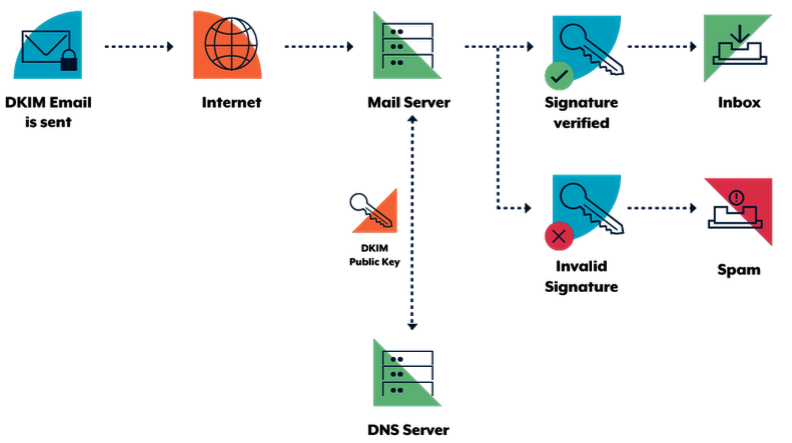 DKIM Email
is sent
Internet
Mail Server
Signature
verified
Inbox
DKIM
Public Key
Invalid
Signature
Spam
DNS Server